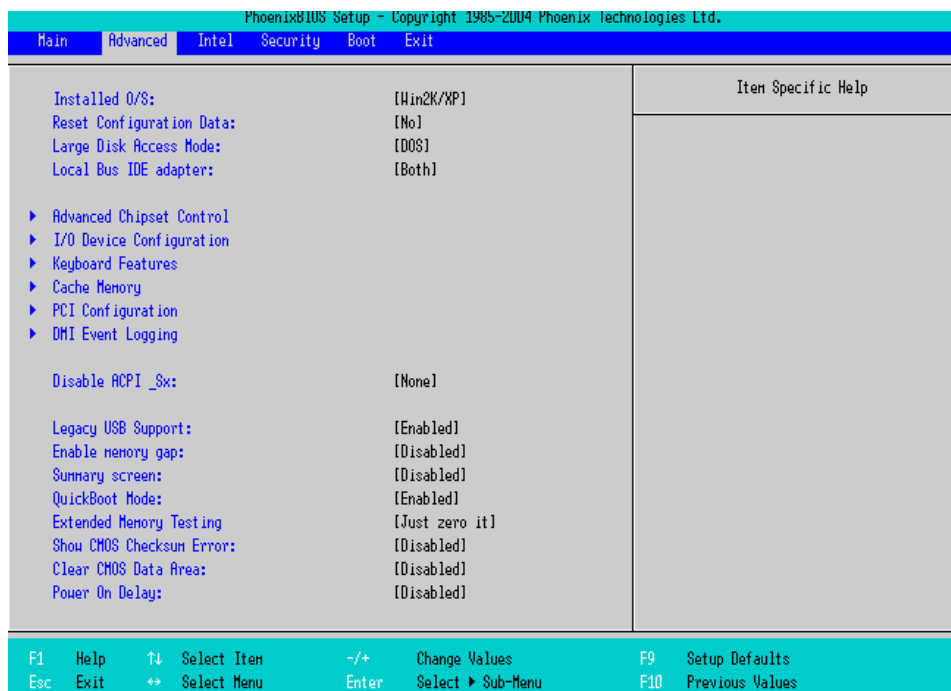 PhoenixBIOS Setup - Copyright 1985-2004 Phoenix Technologies Ltd.
Main Advanced Intel Security Boot Exit
Item Specific Help
Installed O/S: [Win2K/XP]
Reset Configuration Data: [No]
Large Disk Access Mode: [DOS]
Local Bus IDE adapter: [Both]
▶ Advanced Chipset Control
▶ I/O Device Configuration
▶ Keyboard Features
▶ Cache Memory
▶ PCI Configuration
▶ DMI Event Logging
Disable ACPI _Sx: [None]
Legacy USB Support: [Enabled]
Enable memory gap: [Disabled]
Summary screen: [Disabled]
QuickBoot Mode: [Enabled]
Extended Memory Testing [Just zero it]
Show CMOS Checksum Error: [Disabled]
Clear CMOS Data Area: [Disabled]
Power On Delay: [Disabled]
F1 Help ↑↓ Select Item -/+ Change Values F9 Setup Defaults
Esc Exit ↔ Select Menu Enter Select ▶ Sub-Menu F10 Previous Values